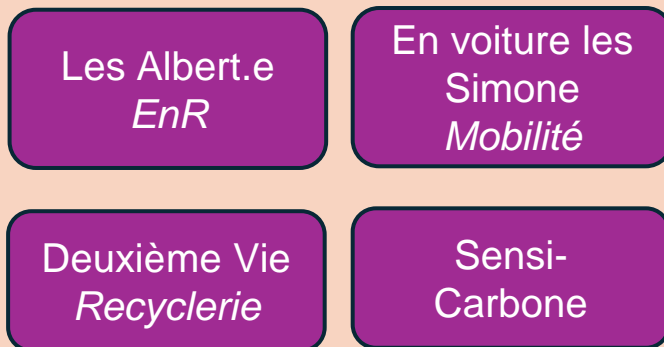 Les Albert.e
EnR
En voiture les
Simone
Mobilité
Deuxième Vie
Recyclerie
Sensi-
Carbone